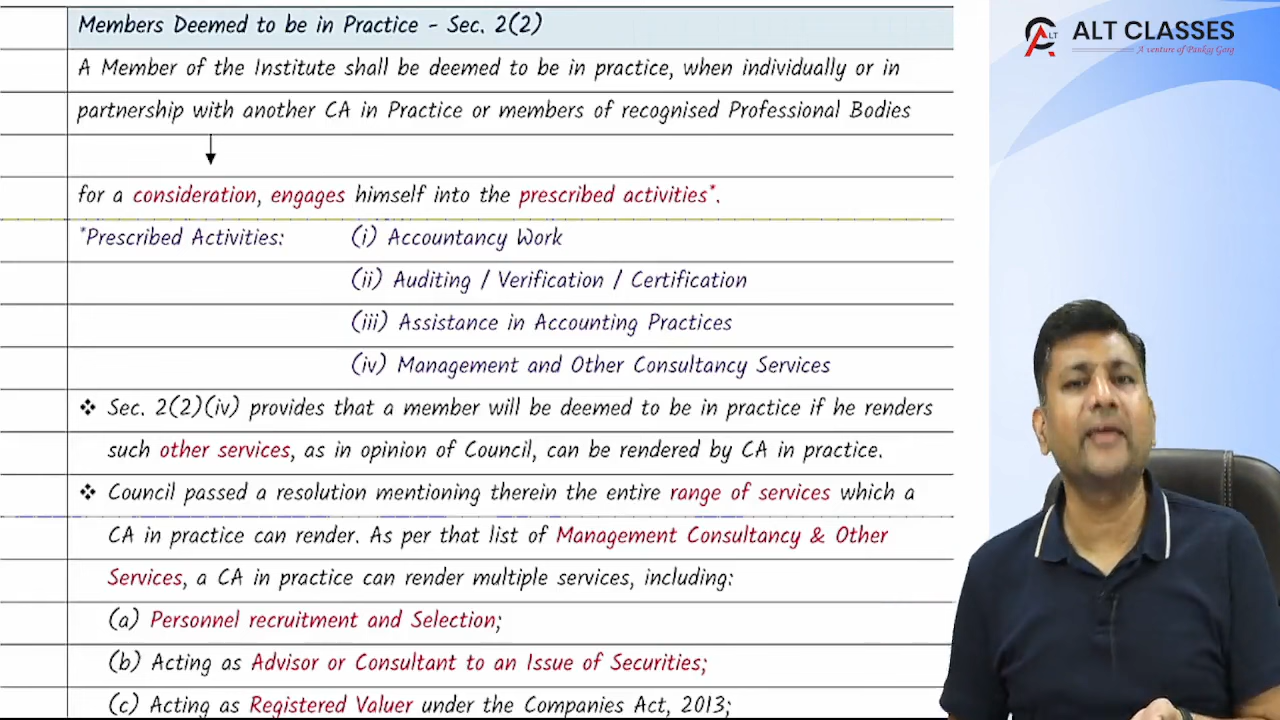 Members Deemed to be in Practice - Sec. 2(2)
A Member of the Institute shall be deemed to be in practice, when individually or in
partnership with another CA in Practice or members of recognised Professional Bodies
for a consideration, engages himself into the prescribed activities*.
*Prescribed Activities: (i) Accountancy Work
(ii) Auditing / Verification / Certification
(iii) Assistance in Accounting Practices
(iv) Management and Other Consultancy Services
❖ Sec. 2(2)(iv) provides that a member will be deemed to be in practice if he renders
such other services, as in opinion of Council, can be rendered by CA in practice.
❖ Council passed a resolution mentioning therein the entire range of services which a
CA in practice can render. As per that list of Management Consultancy & Other
Services, a CA in practice can render multiple services, including:
(a) Personnel recruitment and Selection;
(b) Acting as Advisor or Consultant to an Issue of Securities;
(c) Acting as Registered Valuer under the Companies Act, 2013;
ALT
ALT CLASSES
A venture of Pankaj Garg